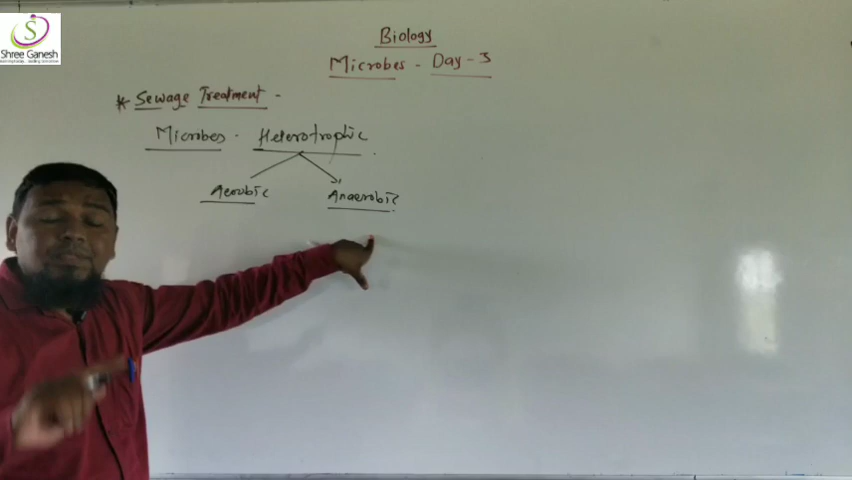 S
Shree Ganesh
Biology
Microbes - Day - 3
* Sewage Treatment -
Microbes - Heterotrophic
Aerobic Anaerobic